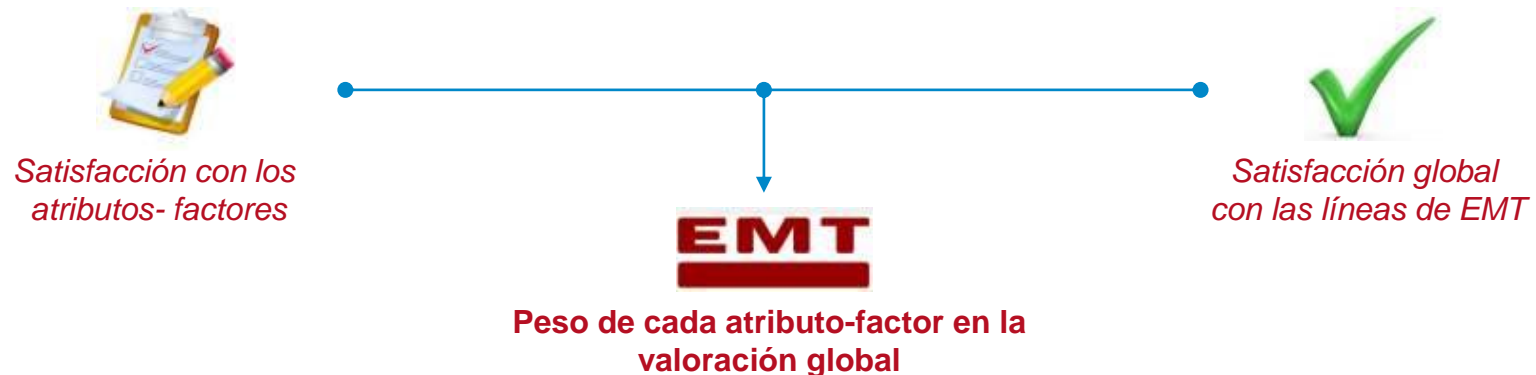 Satisfacción con los
atributos- factores
Satisfacción global
con las líneas de EMT
EMT
Peso de cada atributo-factor en la
valoración global